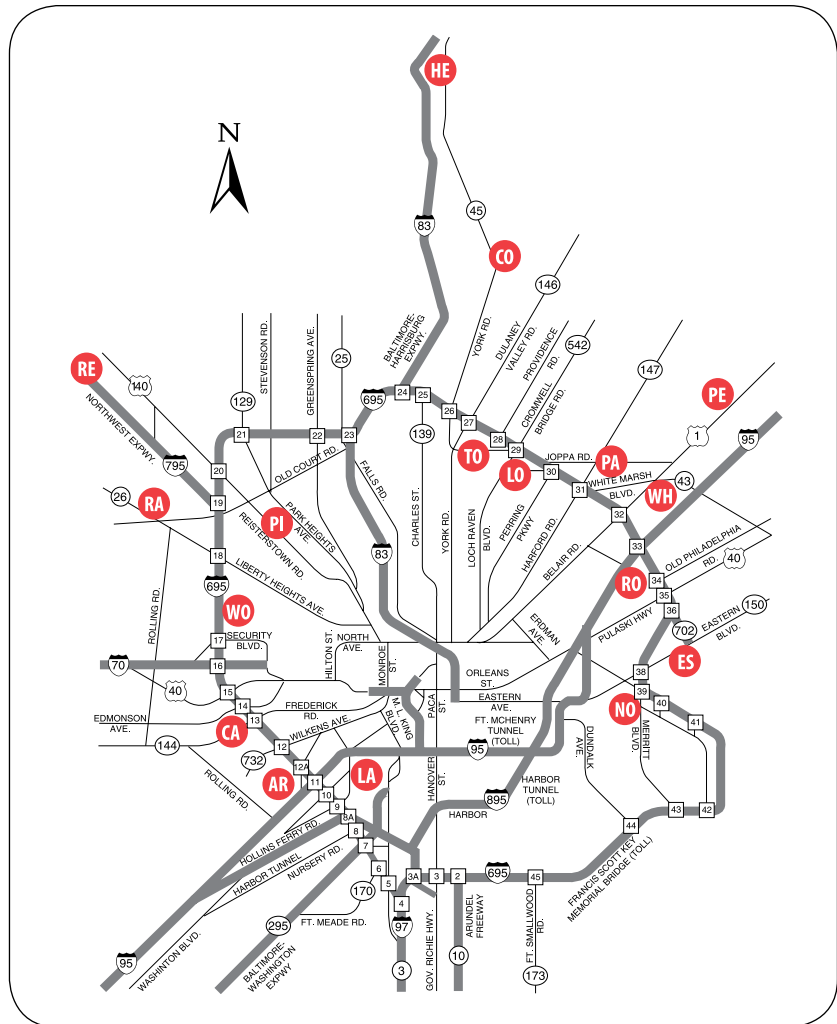 HE
N
45
83
CO
146
BALTIMORE-
HARRISBURG
EXPWY.
YORK RD.
DULANEY
VALLEY RD.
PROVIDENCE
RD.
542
CROMWELL
BRIDGE RD.
147
STEVENSON RD.
GREENSPRING AVE.
25
RE
140
129
695
PE
NORTHWEST EXPWY.
24
25
26
27
28
29
1
95
21
22
23
139
795
OLD COURT RD.
FALLS RD.
CHARLES ST.
TO
LO
JOPPA RD.
PA
30
31
WHITE MARSH
BLVD.
43
WH
20
19
26
RA
PI
PARK HEIGHTS
AVE.
REISTERSTOWN RD.
YORK RD.
LOCH RAVEN
BLVD.
PERRING
PKWY
HARFORD RD.
BELAIR RD.
32
33
OLD PHILADELPHIA
RD.
40
18
LIBERTY HEIGHTS AVE.
83
695
RO
34
35
36
150
ROLLING RD.
WO
PULASKI HWY
702
EASTERN
BLVD.
17
SECURITY
BLVD.
HILTON ST.
NORTH
AVE.
MONROE
ST.
ERDMAN
AVE.
ES
70
16
40
ORLEANS
ST.
38
15
14
13
FREDERICK
RD.
M. L. KING
BLVD.
PACA
ST.
EASTERN
AVE.
39
40
41
NO
EDMONSON
AVE.
CA
WILKENS AVE.
FT. MCHENRY
TUNNEL
(TOLL)
DUNDALK
AVE.
MERRITT
BLVD.
144
12
732
95
ROLLING RD.
12A
AR
11
LA
HANOVER
ST.
HARBOR
TUNNEL
(TOLL)
10
9
8A
895
HARBOR
43
42
44
HOLLINS FERRY RD.
8
7
HARBOR TUNNEL
NURSERY RD.
FRANCIS SCOTT KEY
MEMORIAL BRIDGE (TOLL)
6
5
3A
3
2
695
45
170
4
FT. MEADE RD.
295
97
GOV. RICHIE HWY.
ARUNDEL
FREEWAY
FT. SMALLWOOD
RD.
95
WASHINTON BLVD.
BALTIMORE-
WASHINGTON
EXPWY
3
10
173